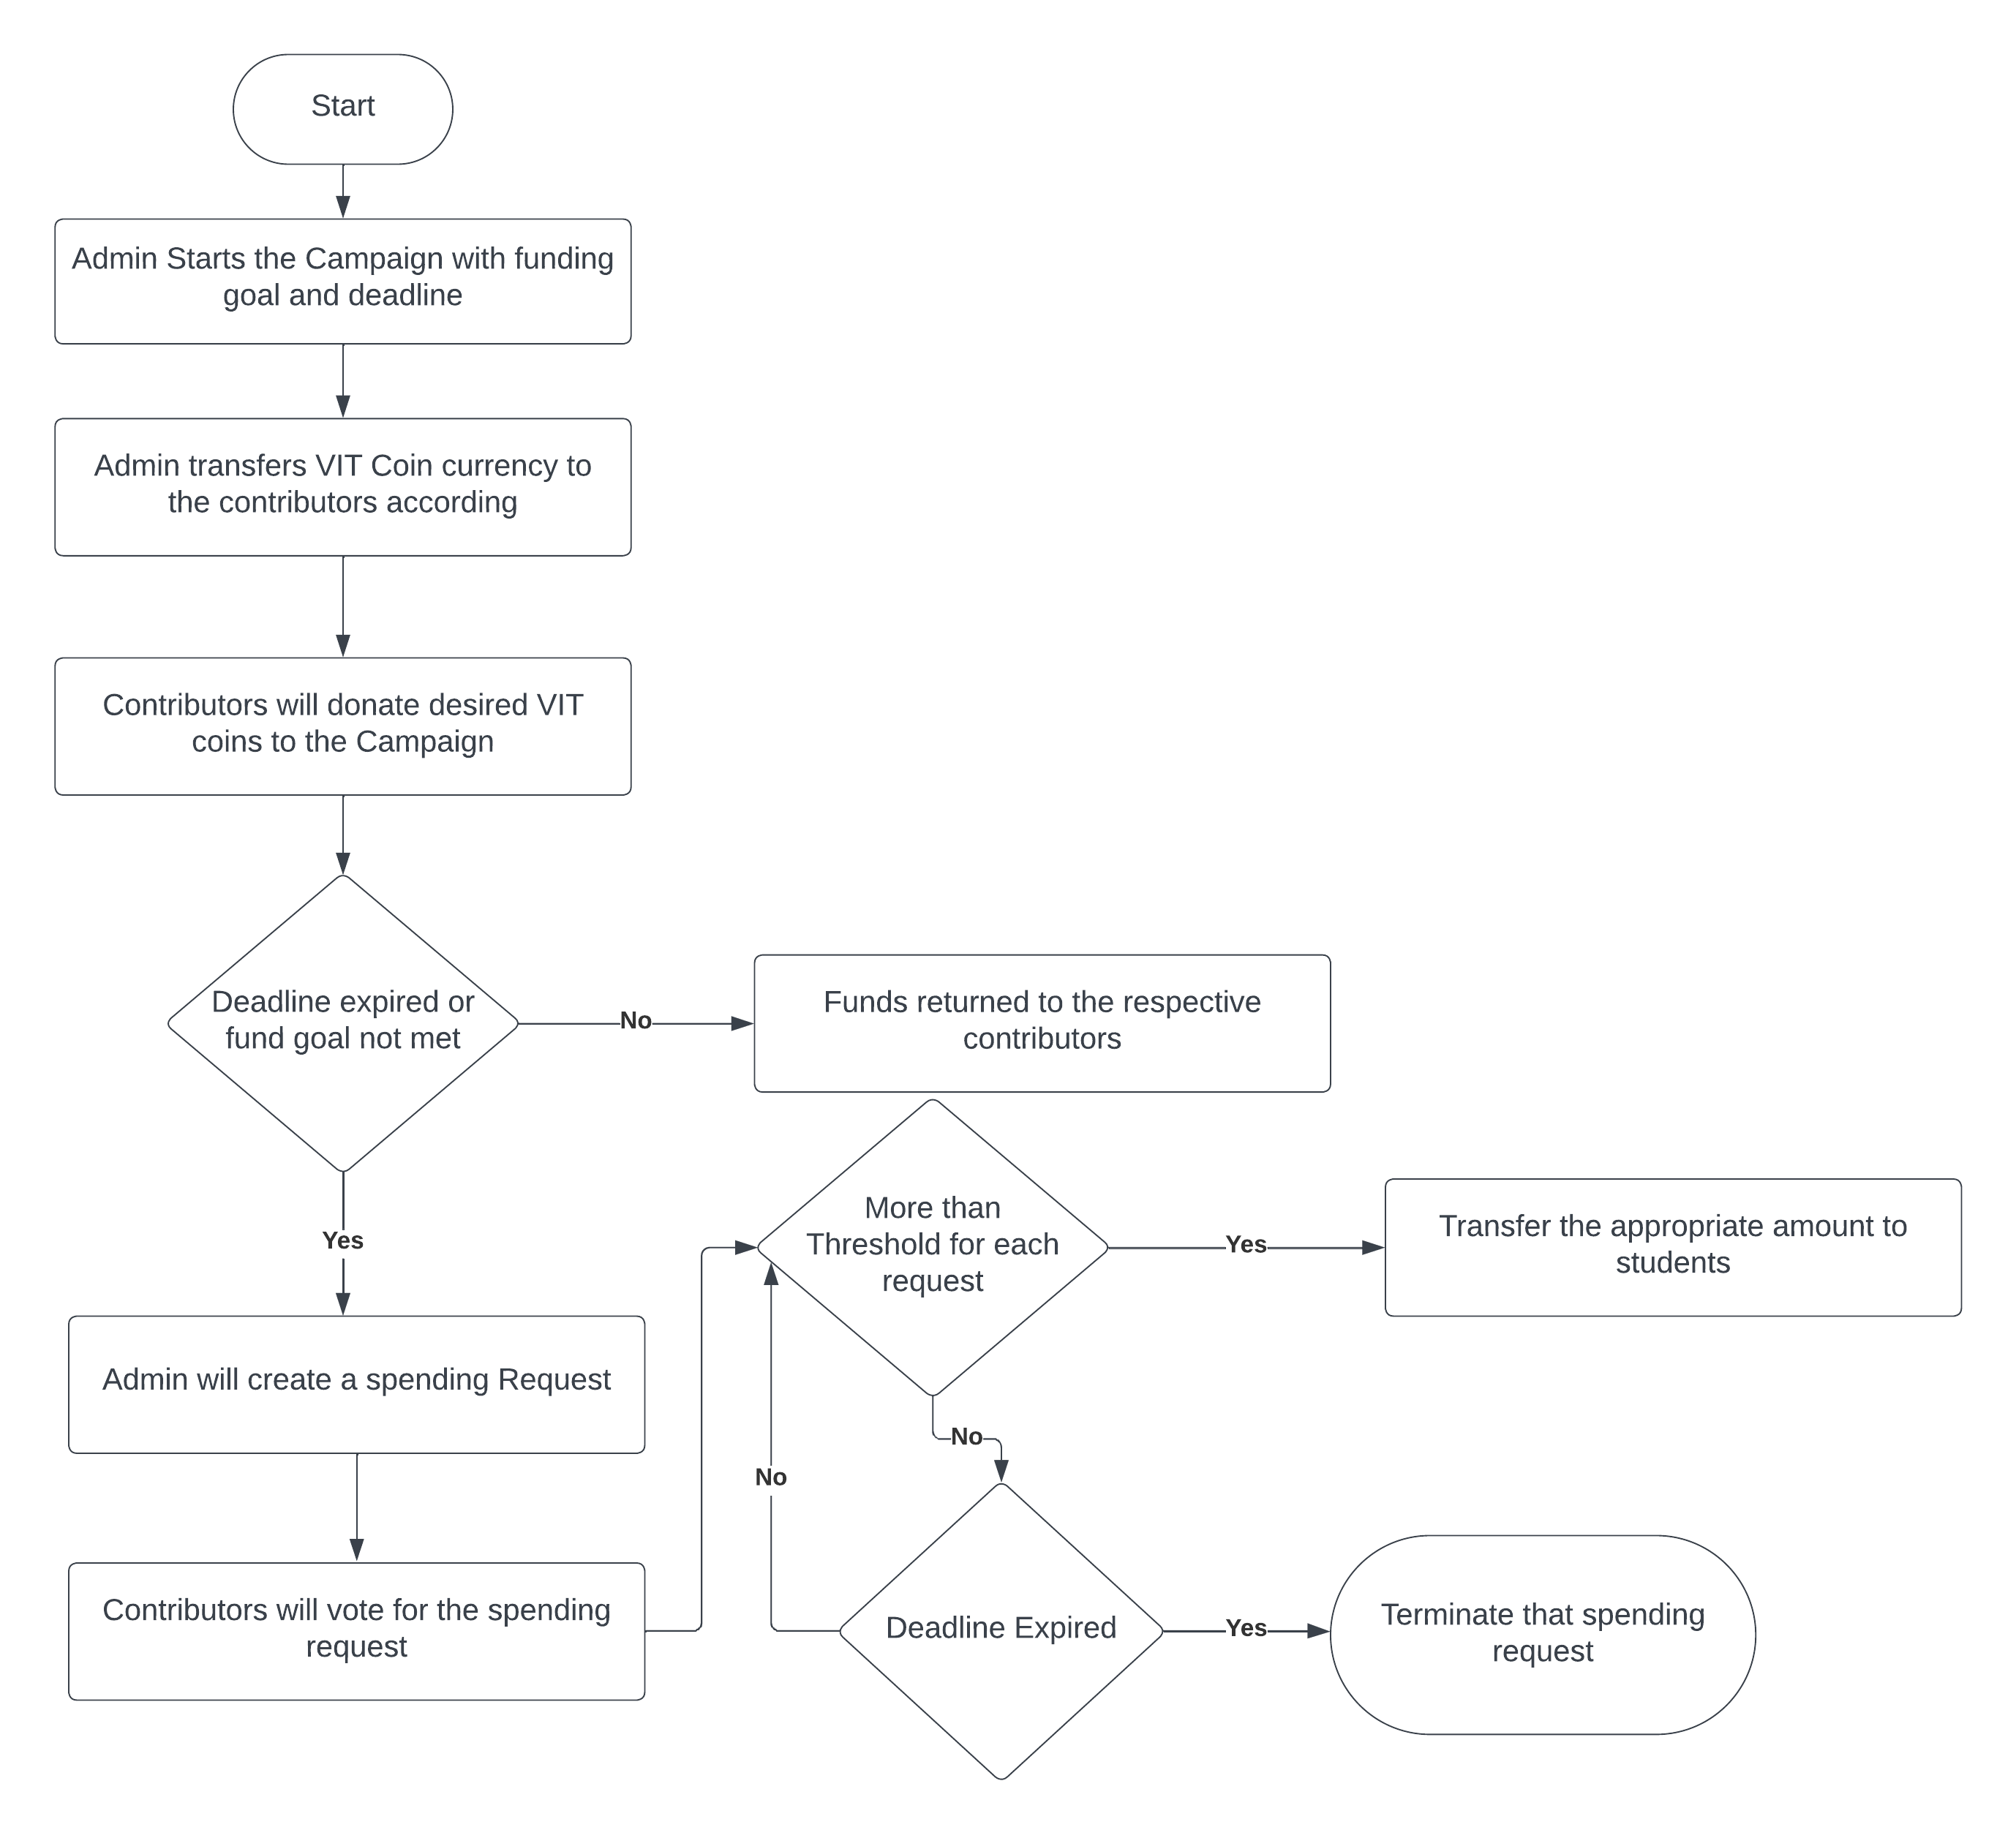 Start
Admin Starts the Campaign with funding
goal and deadline
Admin transfers VIT Coin currency to
the contributors according
Contributors will donate desired VIT
coins to the Campaign
Deadline expired or
fund goal not met
No
Funds returned to the respective
contributors
Yes
More than
Threshold for each
request
Yes
Transfer the appropriate amount to
students
Admin will create a spending Request
No
No
Contributors will vote for the spending
request
Deadline Expired
Yes
Terminate that spending
request